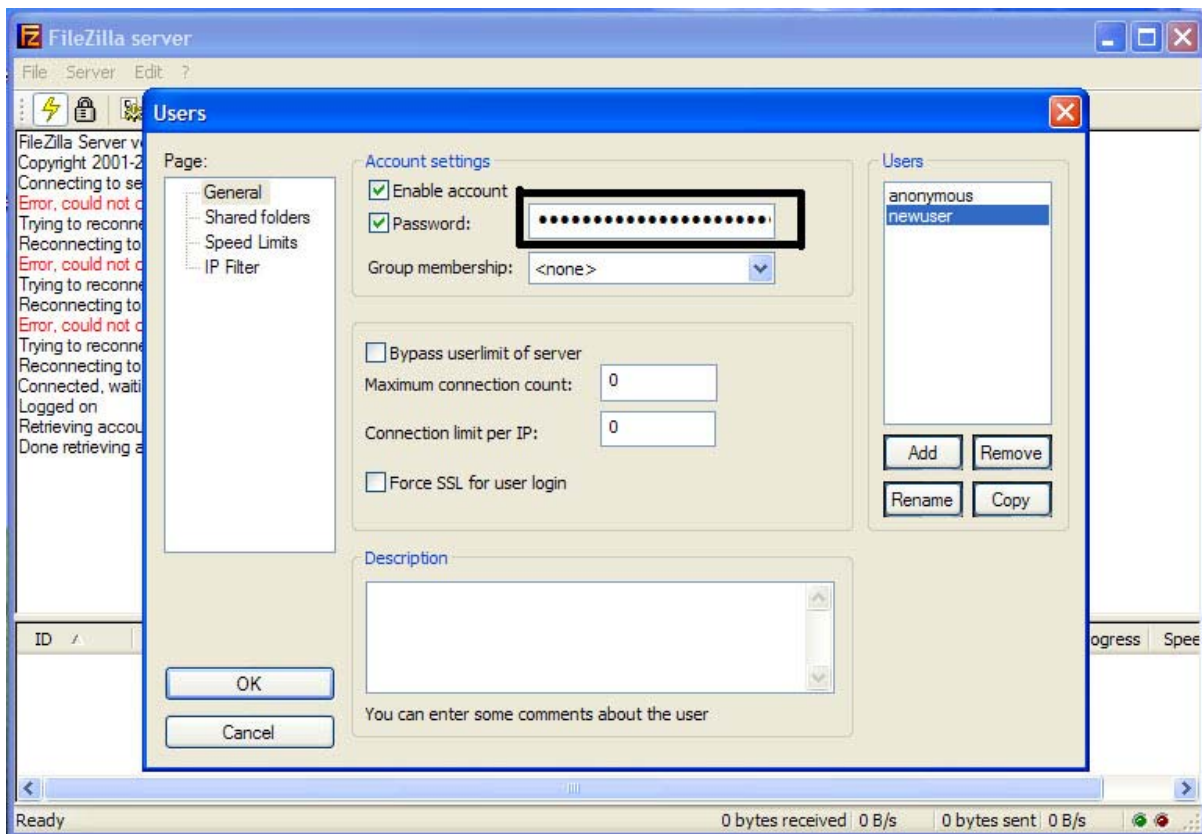 FileZilla server
File Server Edit ?
Users
FileZilla Server v
Copyright 2001-2
Connecting to se
Error, could not c
Trying to reconne
Reconnecting to
Error, could not c
Trying to reconne
Reconnecting to
Error, could not c
Trying to reconne
Reconnecting to
Connected, waiti
Logged on
Retrieving accou
Done retrieving a
Page:
General
Shared folders
Speed Limits
IP Filter
Account settings
Enable account
Password: ••••••••••••••••••••••
Group membership: <none>
Bypass userlimit of server
Maximum connection count: 0
Connection limit per IP: 0
Force SSL for user login
Description
You can enter some comments about the user
Users
anonymous
newuser
Add Remove
Rename Copy
OK
Cancel
ID ogress Spee
Ready 0 bytes received 0 B/s 0 bytes sent 0 B/s